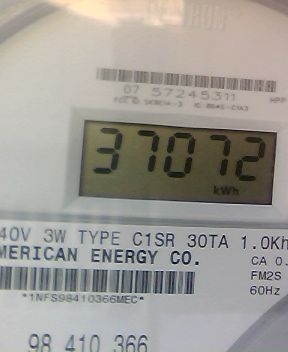 07 57245311
37072
kWh
40V 3W TYPE C1SR 30TA 1.0Kh
MERICAN ENERGY CO.
CA 0.
FM2S
60Hz
*1NFS98410366MEC*
98 410 366